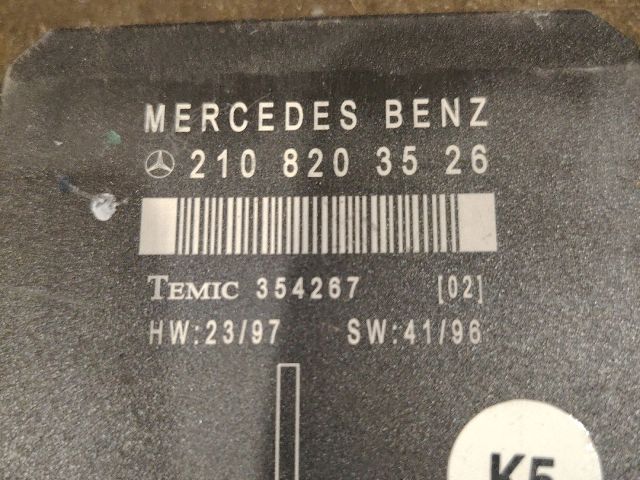 MERCEDES BENZ
210 820 35 26
TEMIC 354267 [02]
HW:23/97 SW:41/96
K5